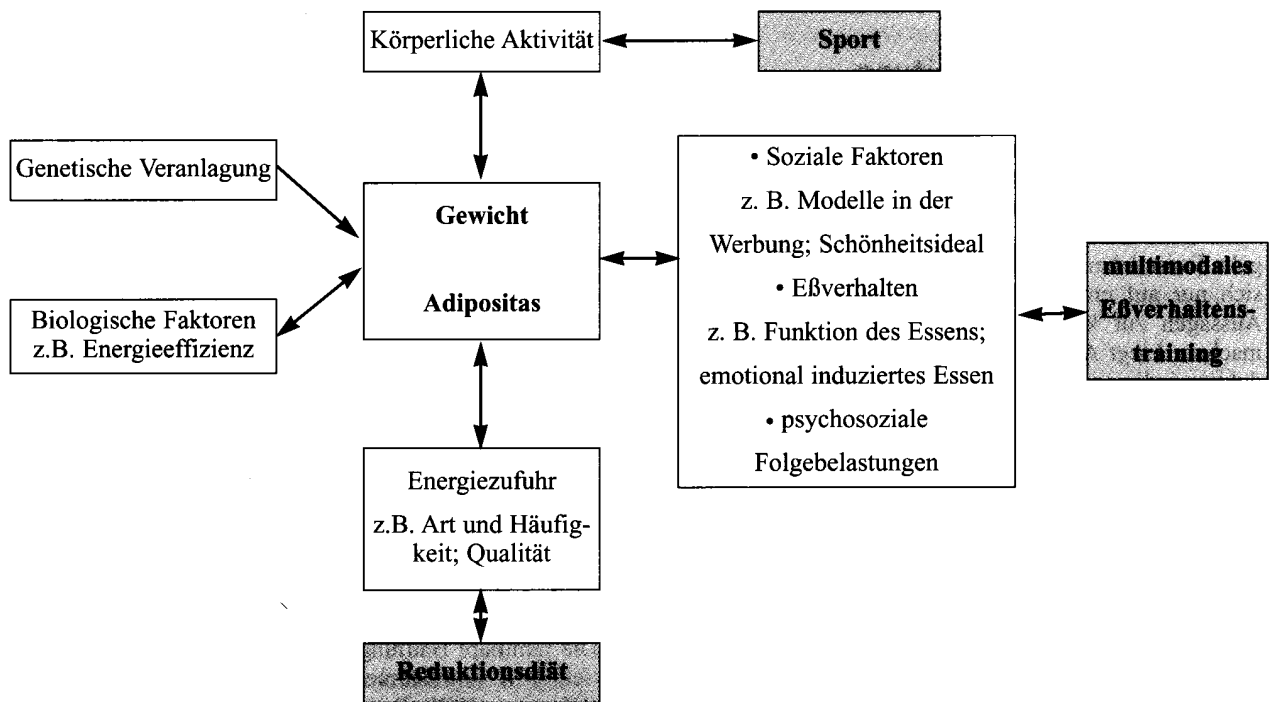 Körperliche Aktivität
Sport
Genetische Veranlagung
Gewicht
Adipositas
Biologische Faktoren
z.B. Energieeffizienz
• Soziale Faktoren
z. B. Modelle in der
Werbung; Schönheitsideal
• Eßverhalten
z. B. Funktion des Essens;
emotional induziertes Essen
• psychosoziale
Folgebelastungen
multimodales
Eßverhaltens-
training
Energiezufuhr
z.B. Art und Häufig-
keit; Qualität
Reduktionsdiät